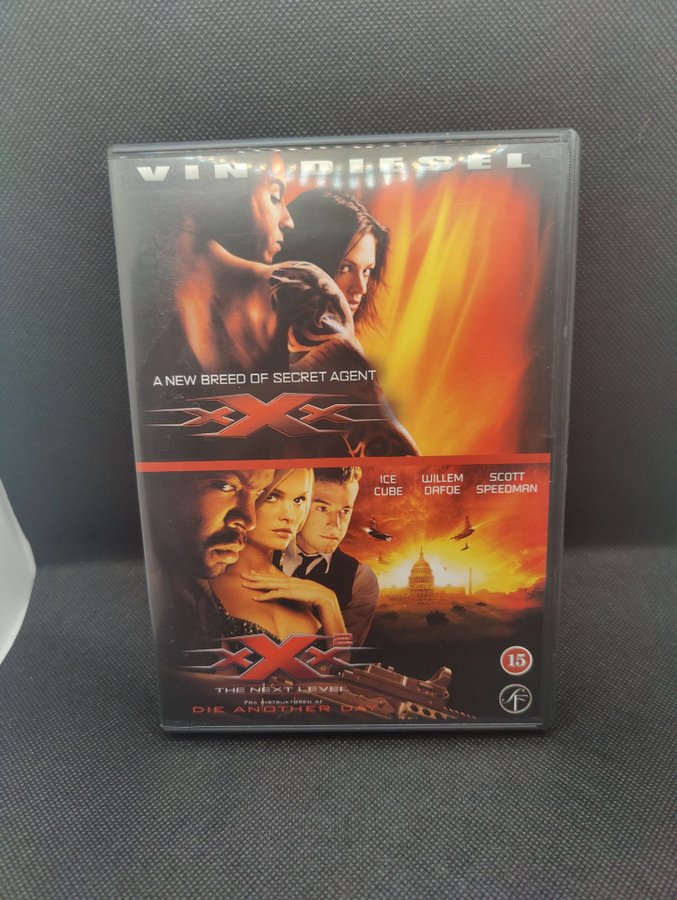 VIN DIESEL
A NEW BREED OF SECRET AGENT
xXx
ICE CUBE
WILLEM DAFOE
SCOTT SPEEDMAN
xXx2
THE NEXT LEVEL
FRA INSTRUKTØREN AF
DIE ANOTHER DAY
15
SF